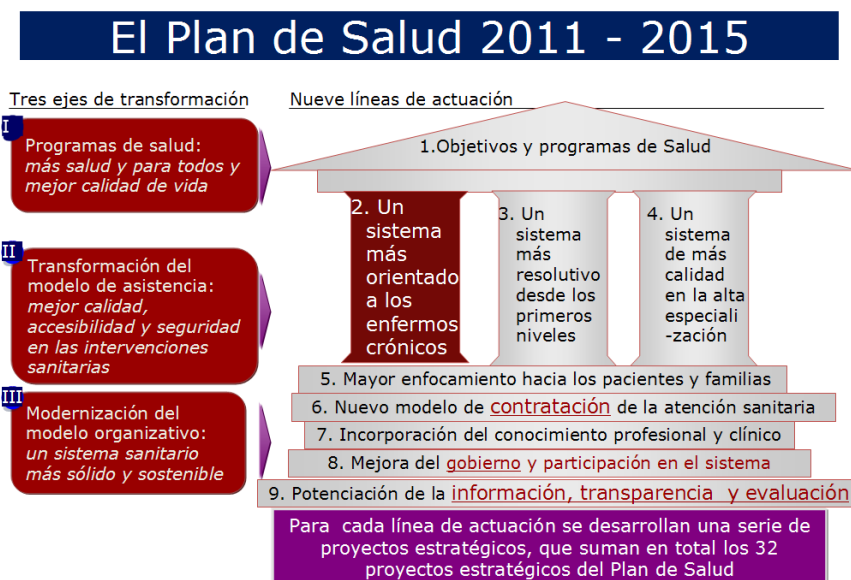 El Plan de Salud 2011 - 2015
Tres ejes de transformación
I
Programas de salud:
más salud y para todos y
mejor calidad de vida
II
Transformación del
modelo de asistencia:
mejor calidad,
accesibilidad y seguridad
en las intervenciones
sanitarias
III
Modernización del
modelo organizativo:
un sistema sanitario
más sólido y sostenible
Nueve líneas de actuación
1.Objetivos y programas de Salud
2. Un
sistema
más
orientado
a los
enfermos
crónicos
3. Un
sistema
más
resolutivo
desde los
primeros
niveles
4. Un
sistema
de más
calidad
en la alta
especiali
-zación
5. Mayor enfocamiento hacia los pacientes y familias
6. Nuevo modelo de contratación de la atención sanitaria
7. Incorporación del conocimiento profesional y clínico
8. Mejora del gobierno y participación en el sistema
9. Potenciación de la información, transparencia y evaluación
Para cada línea de actuación se desarrollan una serie de
proyectos estratégicos, que suman en total los 32
proyectos estratégicos del Plan de Salud